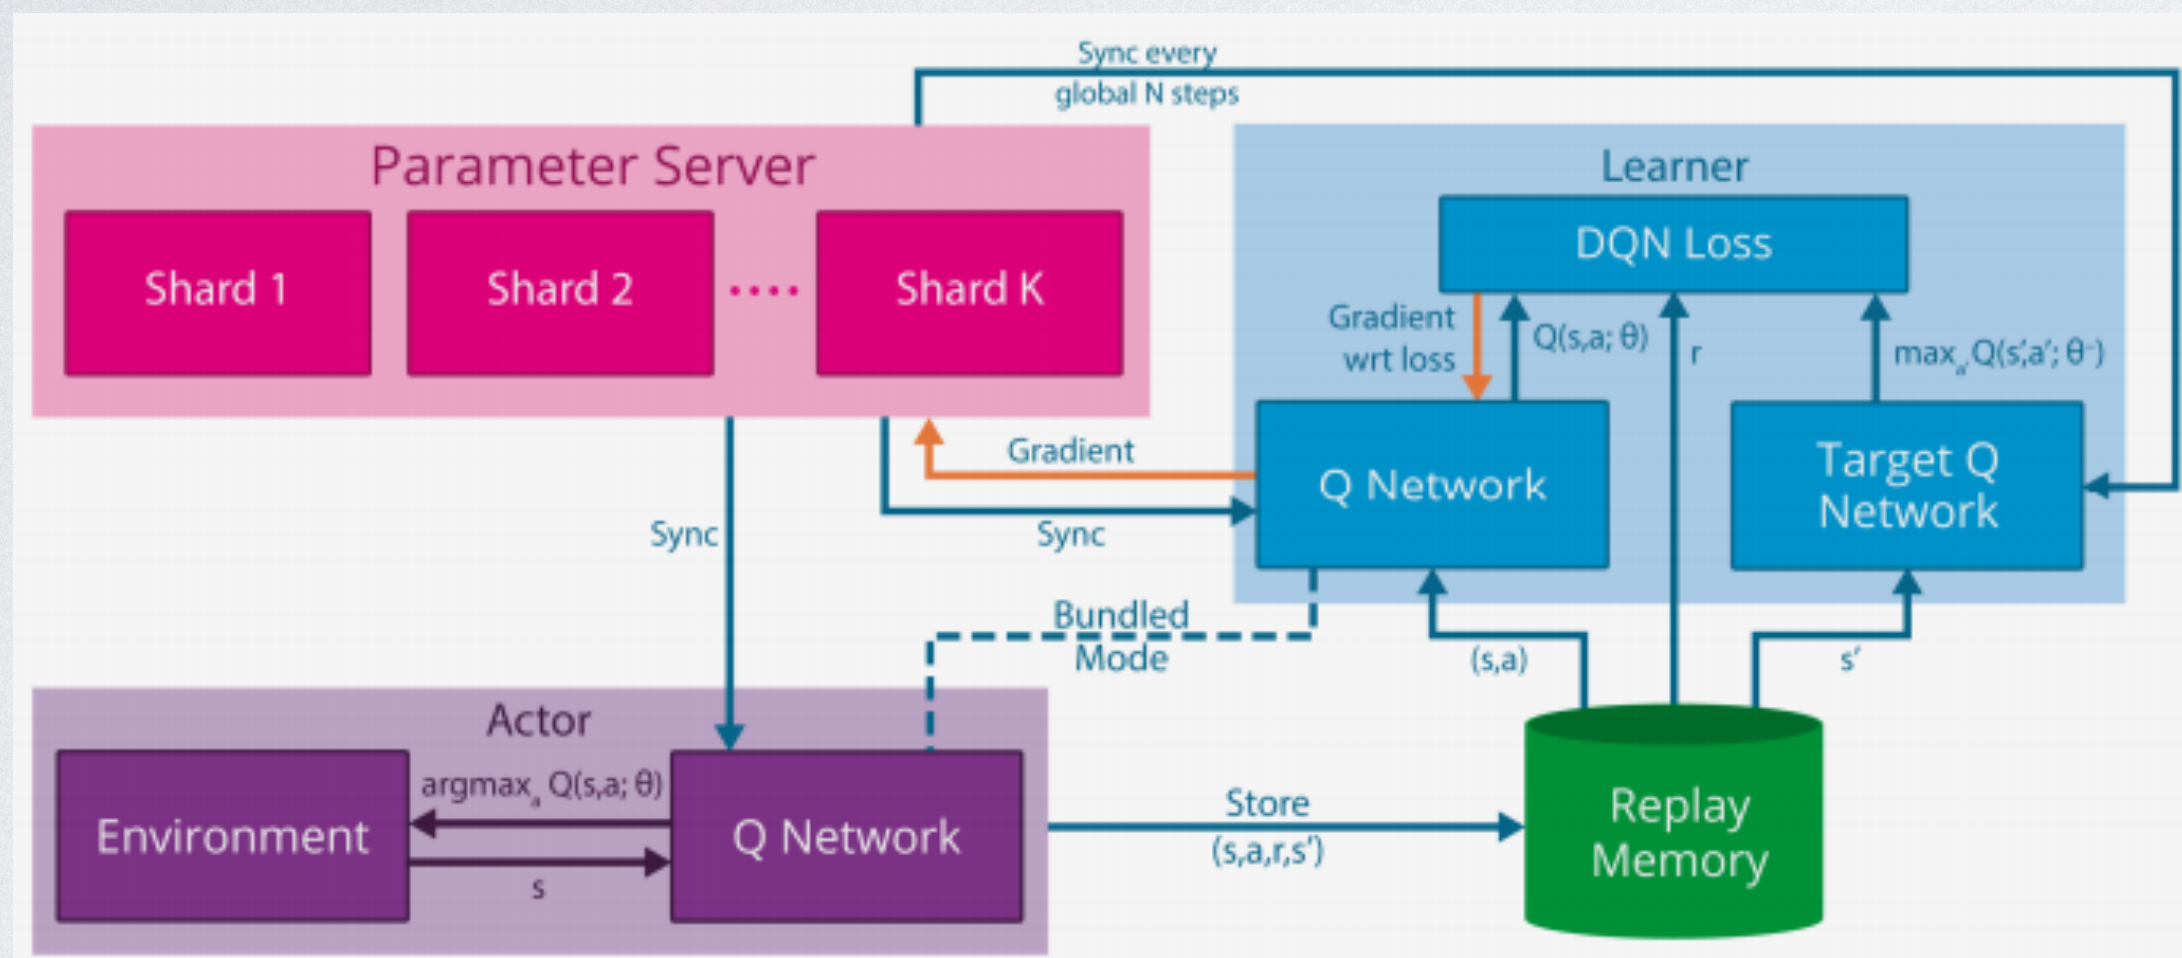 Sync every
global N steps
Parameter Server
Shard 1
Shard 2
Shard K
Learner
DQN Loss
Gradient
wrt loss
Q(s,a; θ)
r
maxₐ′ Q(s′,a′; θ⁻)
Q Network
Target Q
Network
Gradient
Sync
Sync
Bundled
Mode
(s,a)
s′
Actor
Environment
argmaxₐ Q(s,a; θ)
s
Q Network
Store
(s,a,r,s′)
Replay
Memory